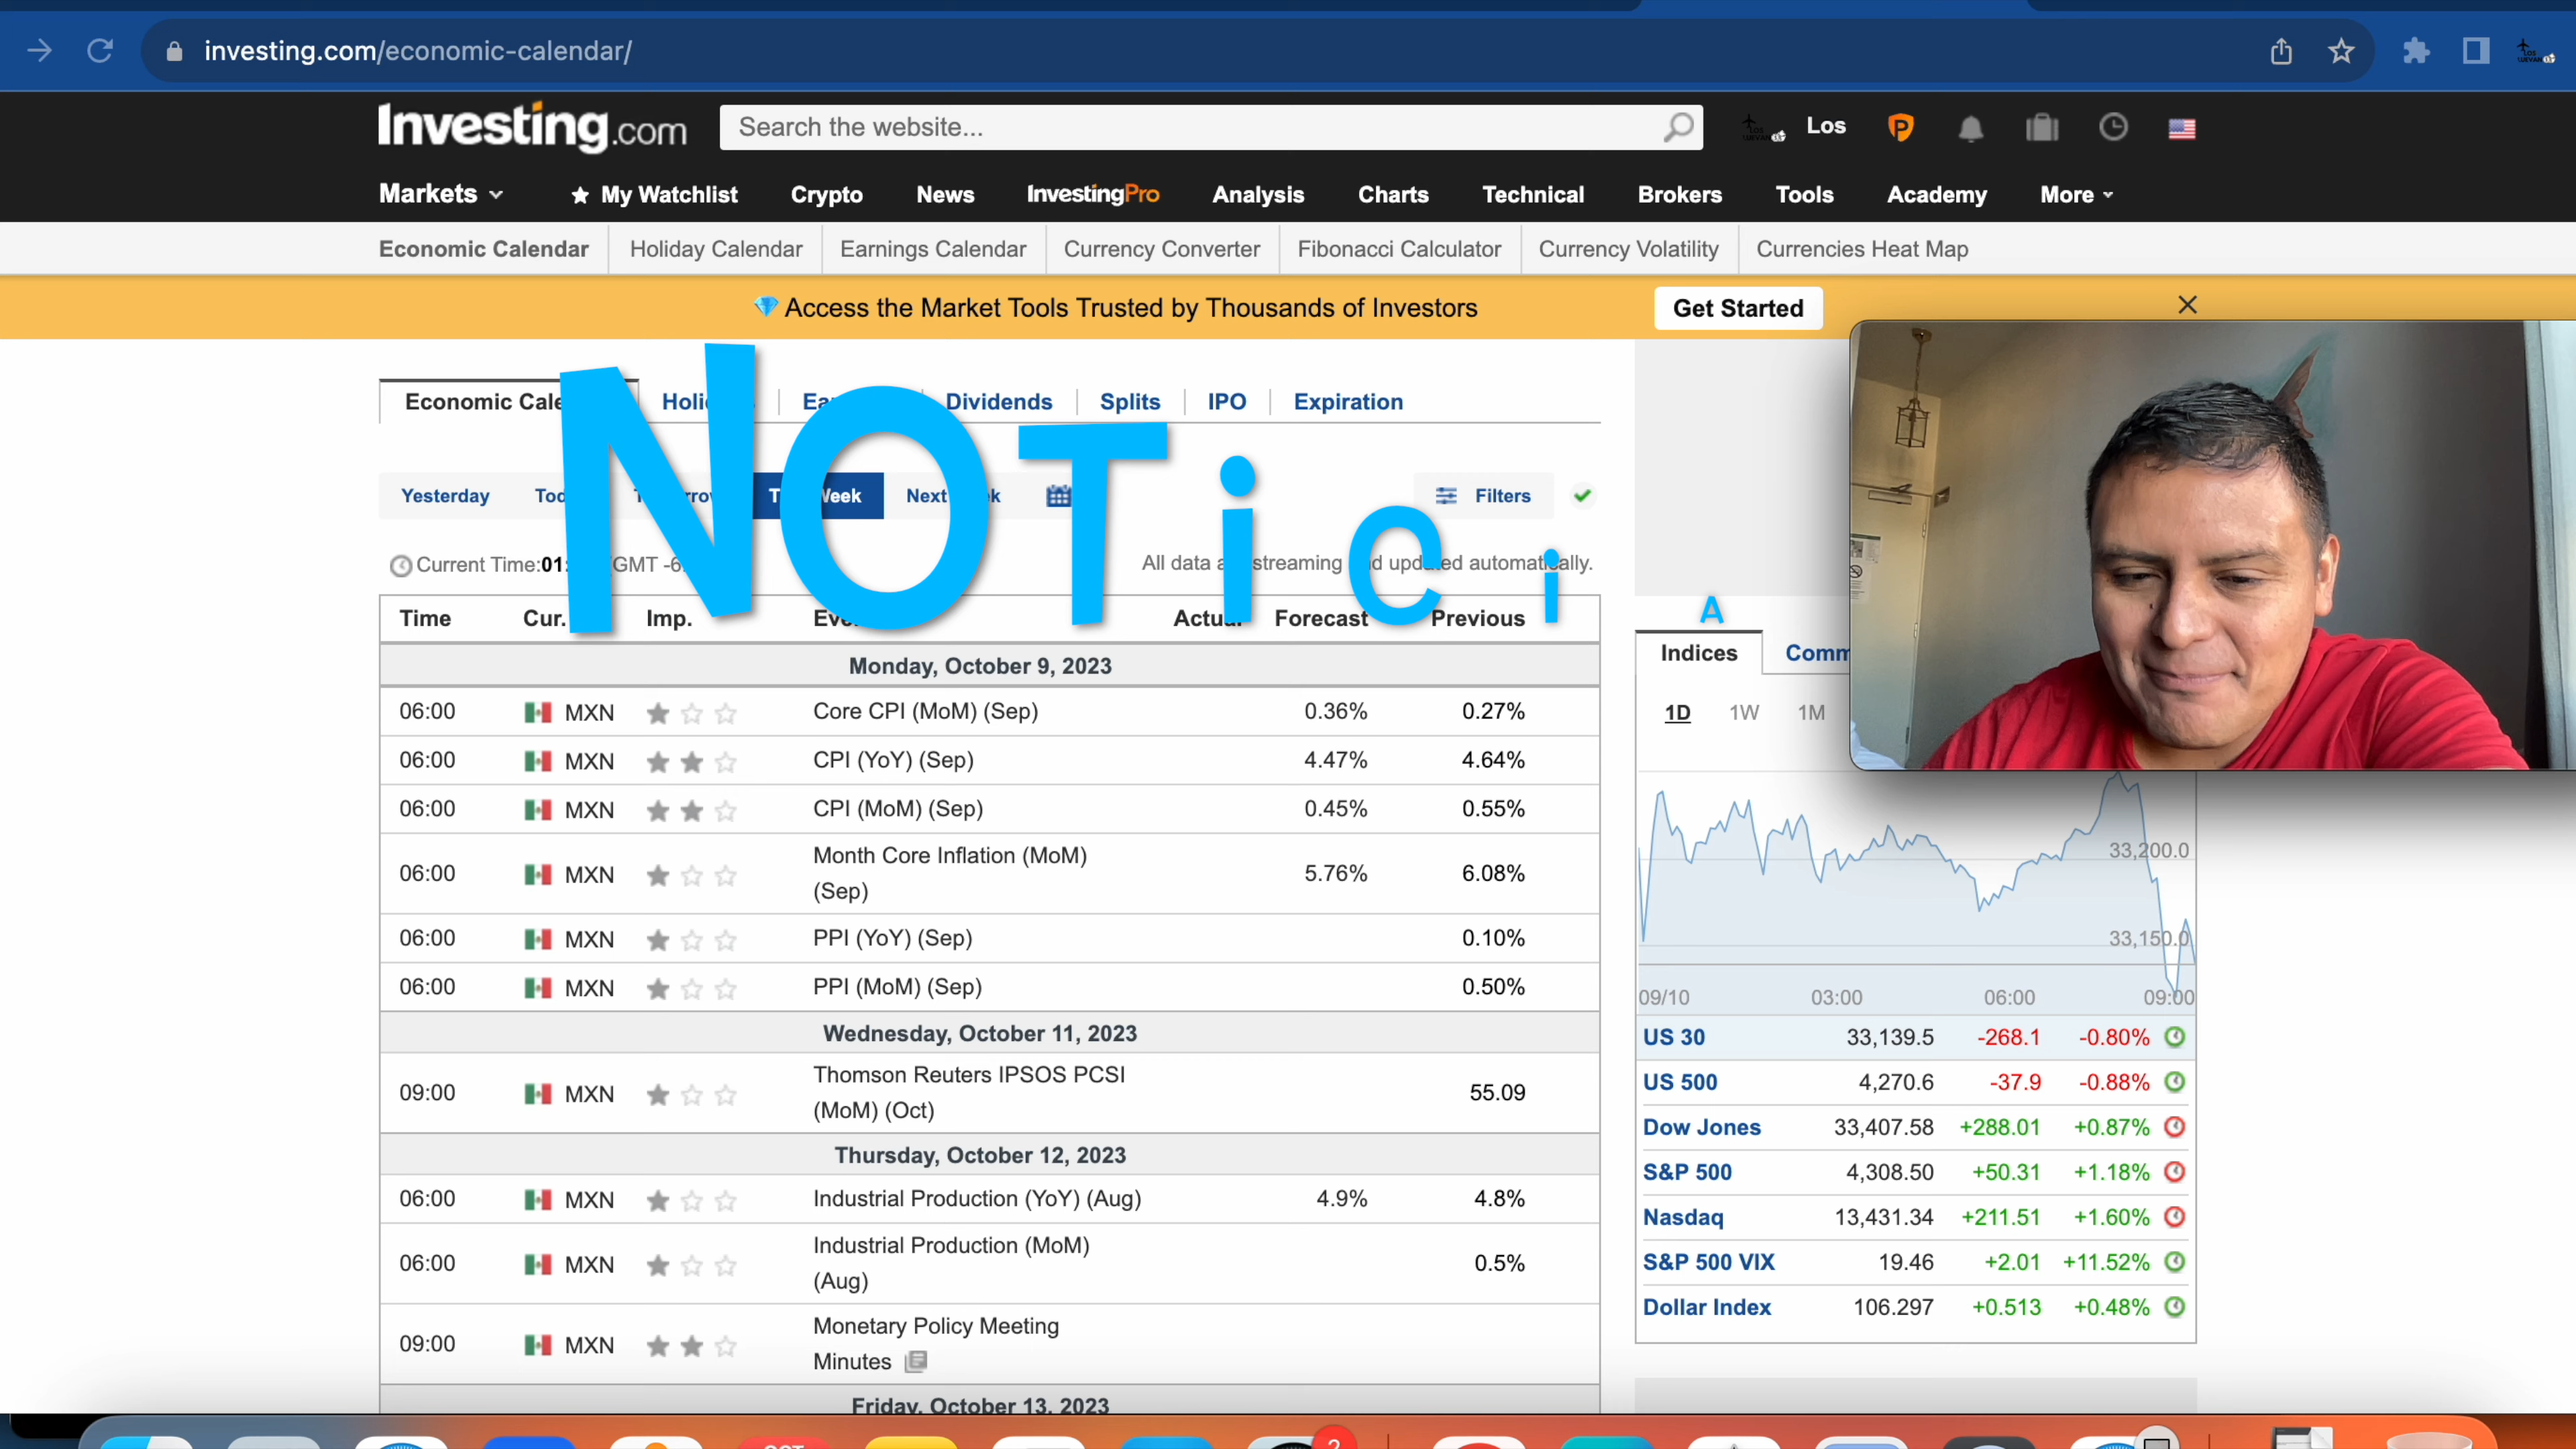 investing.com/economic-calendar/
Investing.com
Search the website...
Los
Markets
My Watchlist
Crypto
News
InvestingPro
Analysis
Charts
Technical
Brokers
Tools
Academy
More
Economic Calendar
Holiday Calendar
Earnings Calendar
Currency Converter
Fibonacci Calculator
Currency Volatility
Currencies Heat Map
Access the Market Tools Trusted by Thousands of Investors
Get Started
NOTiciA
Dividends
Splits
IPO
Expiration
Yesterday
Next
Filters
Current Time:
All data streaming updated automatically.
Time Cur. Imp. Forecast Previous
Monday, October 9, 2023
06:00 MXN Core CPI (MoM) (Sep) 0.36% 0.27%
06:00 MXN CPI (YoY) (Sep) 4.47% 4.64%
06:00 MXN CPI (MoM) (Sep) 0.45% 0.55%
06:00 MXN Month Core Inflation (MoM) 5.76% 6.08%
(Sep)
06:00 MXN PPI (YoY) (Sep) 0.10%
06:00 MXN PPI (MoM) (Sep) 0.50%
Wednesday, October 11, 2023
09:00 MXN Thomson Reuters IPSOS PCSI 55.09
(MoM) (Oct)
Thursday, October 12, 2023
06:00 MXN Industrial Production (YoY) (Aug) 4.9% 4.8%
06:00 MXN Industrial Production (MoM) 0.5%
(Aug)
09:00 MXN Monetary Policy Meeting
Minutes
Friday, October 13, 2023
Indices
1D 1W 1M
33,200.0
33,150.0
09/10 03:00 06:00 09:00
US 30 33,139.5 -268.1 -0.80%
US 500 4,270.6 -37.9 -0.88%
Dow Jones 33,407.58 +288.01 +0.87%
S&P 500 4,308.50 +50.31 +1.18%
Nasdaq 13,431.34 +211.51 +1.60%
S&P 500 VIX 19.46 +2.01 +11.52%
Dollar Index 106.297 +0.513 +0.48%